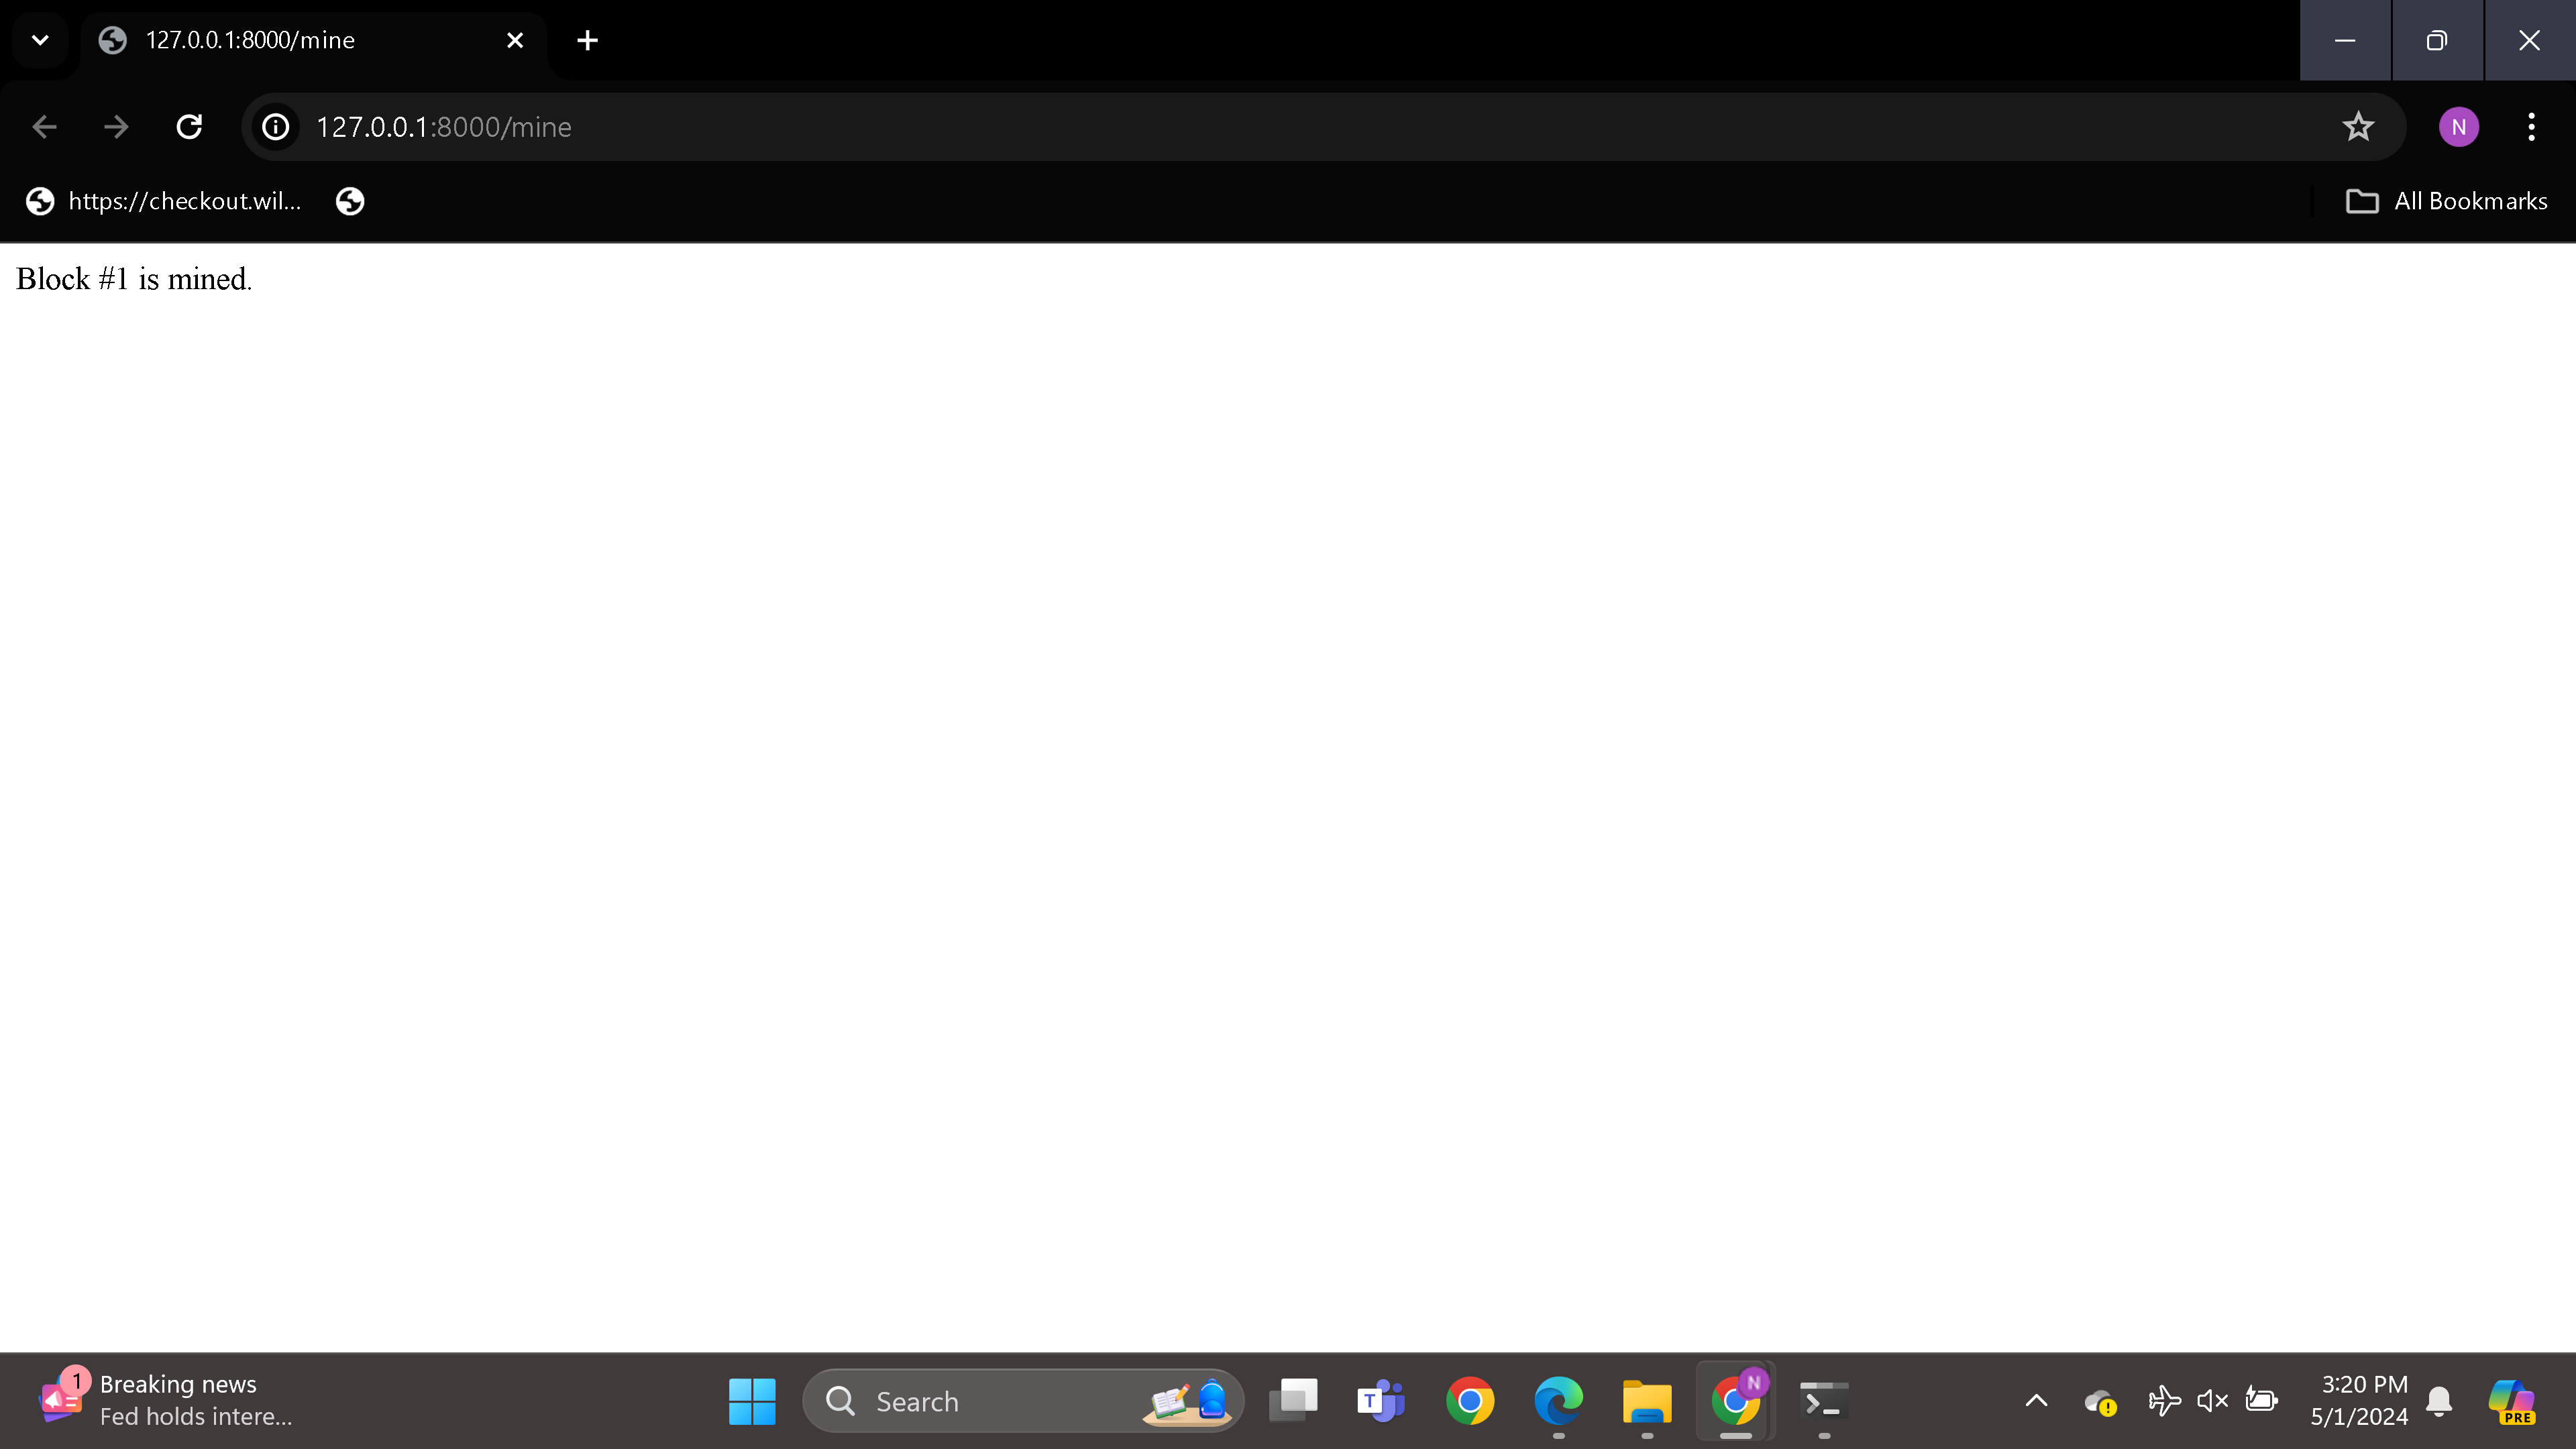 127.0.0.1:8000/mine
127.0.0.1:8000/mine
N
https://checkout.wil...
All Bookmarks
Block #1 is mined.
1
Breaking news
Fed holds intere...
Search
T
N
3:20 PM
5/1/2024
PRE